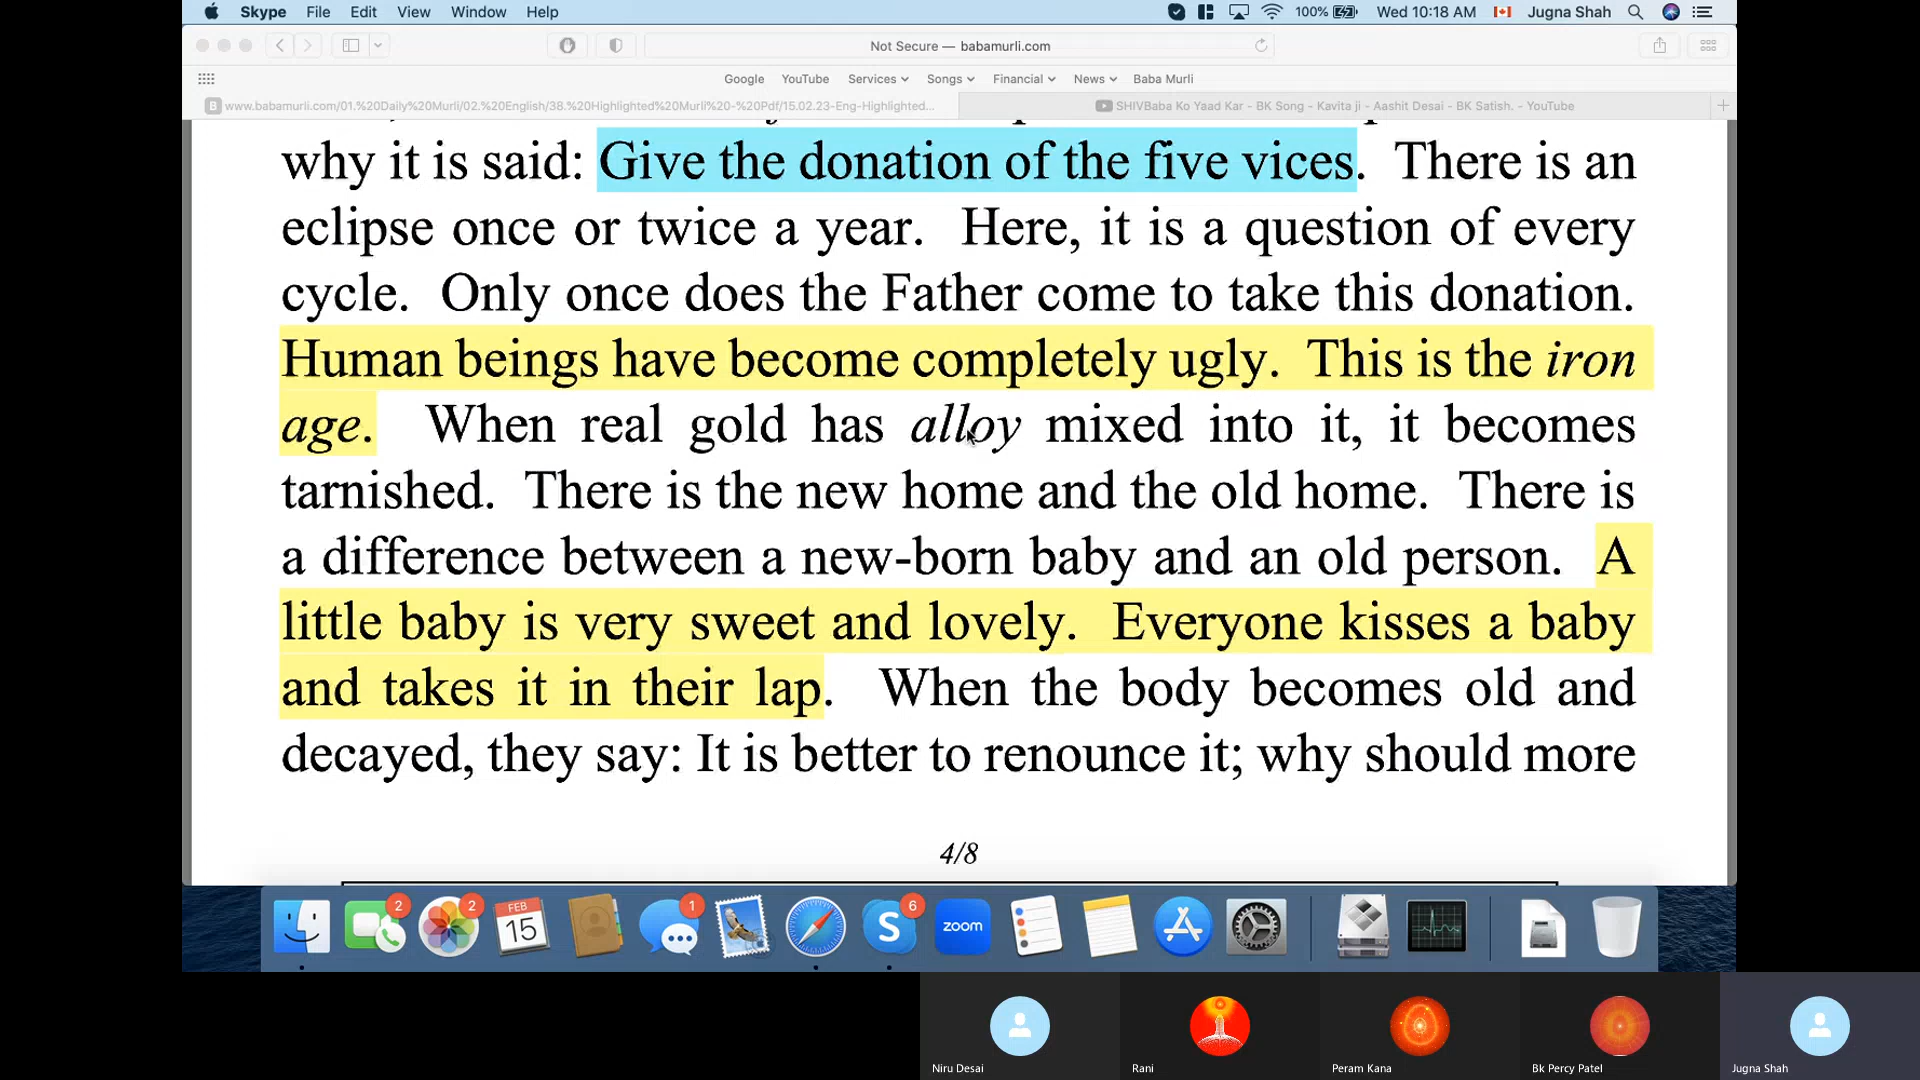 Skype File Edit View Window Help 100% Wed 10:18 AM Jugna Shah
Not Secure — babamurli.com
Google YouTube Services Songs Financial News Baba Murli
www.babamurli.com/01.%20Daily%20Murli/02.%20English/38.%20Highlighted%20Murli%20-%20Pdf/15.02.23-Eng-Highlighted... SHIVBaba Ko Yaad Kar - BK Song - Kavita ji - Aashit Desai - BK Satish. - YouTube
why it is said: Give the donation of the five vices. There is an
eclipse once or twice a year. Here, it is a question of every
cycle. Only once does the Father come to take this donation.
Human beings have become completely ugly. This is the iron
age. When real gold has alloy mixed into it, it becomes
tarnished. There is the new home and the old home. There is
a difference between a new-born baby and an old person. A
little baby is very sweet and lovely. Everyone kisses a baby
and takes it in their lap. When the body becomes old and
decayed, they say: It is better to renounce it; why should more
4/8
2 2 FEB 15 1 6 zoom
Niru Desai Rani Peram Kana Bk Percy Patel Jugna Shah